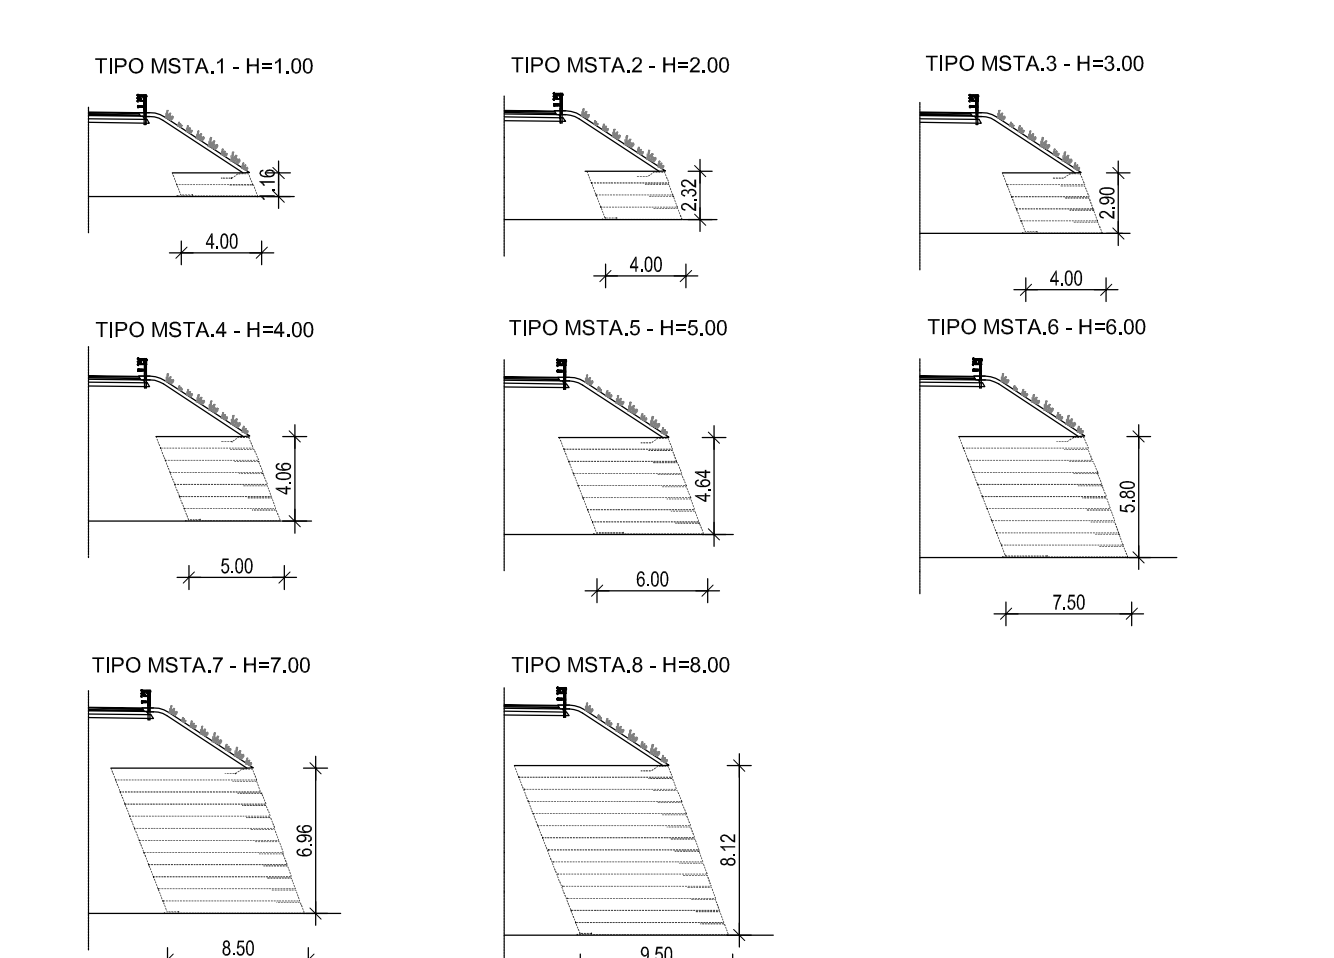 TIPO MSTA.1 - H=1.00
TIPO MSTA.2 - H=2.00
TIPO MSTA.3 - H=3.00
1.16
4.00
2.32
4.00
2.90
4.00
TIPO MSTA.4 - H=4.00
TIPO MSTA.5 - H=5.00
TIPO MSTA.6 - H=6.00
4.06
5.00
4.64
6.00
5.80
7.50
TIPO MSTA.7 - H=7.00
TIPO MSTA.8 - H=8.00
6.96
8.50
8.12
9.50